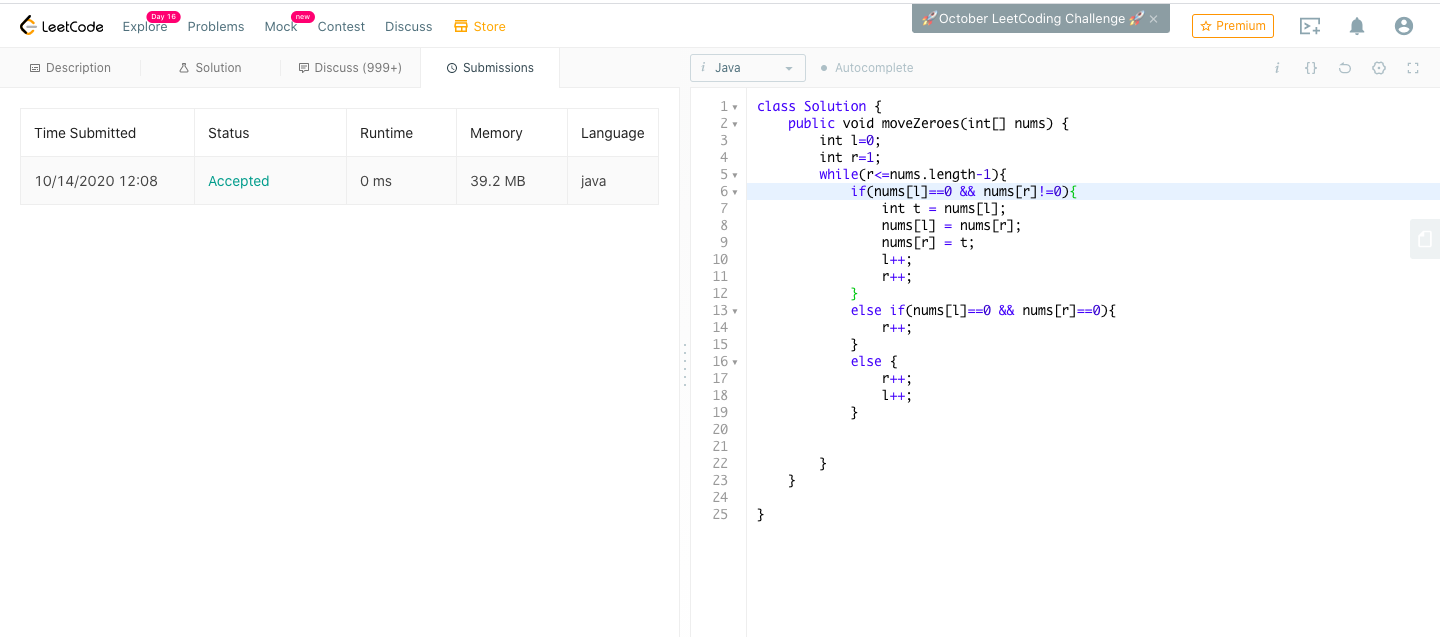 LeetCode Explore Day 16 Problems Mock new Contest Discuss Store 🚀October LeetCoding Challenge 🚀 × Premium
Description Solution Discuss (999+) Submissions i Java Autocomplete i {}
Time Submitted Status Runtime Memory Language
10/14/2020 12:08 Accepted 0 ms 39.2 MB java
1 class Solution {
2     public void moveZeroes(int[] nums) {
3         int l=0;
4         int r=1;
5         while(r<=nums.length-1){
6             if(nums[l]==0 && nums[r]!=0){
7                 int t = nums[l];
8                 nums[l] = nums[r];
9                 nums[r] = t;
10                 l++;
11                 r++;
12             }
13             else if(nums[l]==0 && nums[r]==0){
14                 r++;
15             }
16             else {
17                 r++;
18                 l++;
19             }
20
21
22         }
23     }
24
25 }